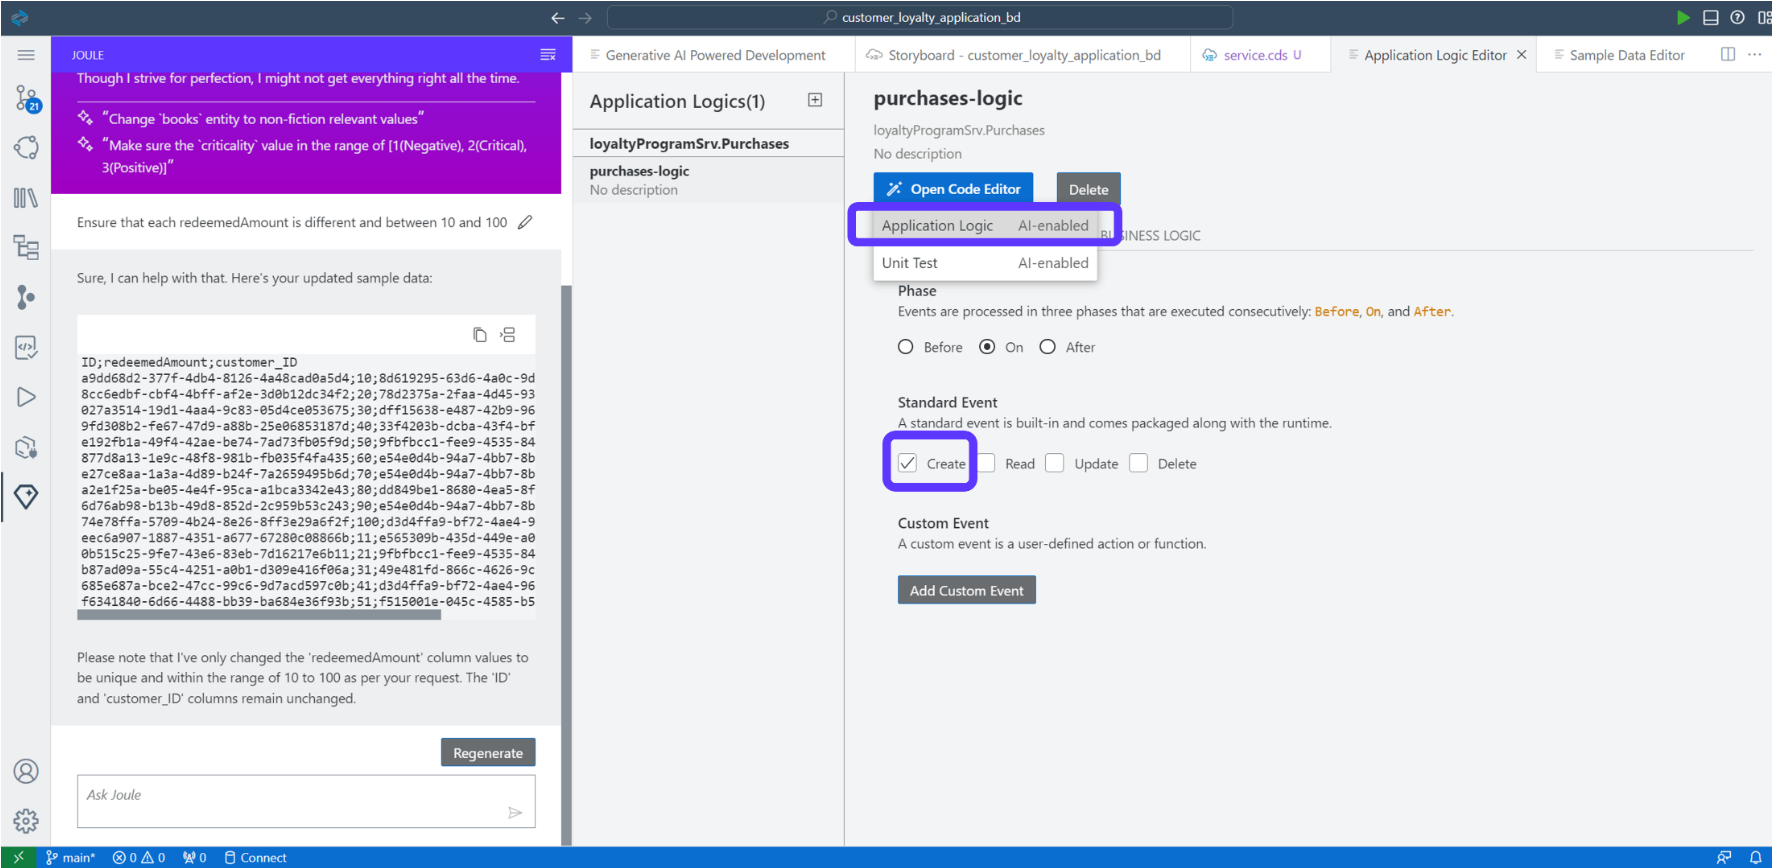 customer_loyalty_application_bd
JOULE
Though I strive for perfection, I might not get everything right all the time.
"Change `books` entity to non-fiction relevant values"
"Make sure the `criticality` value in the range of [1(Negative), 2(Critical),
3(Positive)]"
Ensure that each redeemedAmount is different and between 10 and 100
Sure, I can help with that. Here's your updated sample data:
ID;redeemedAmount;customer_ID
a9dd68d2-377f-4db4-8126-4a48cad0a5d4;10;8d619295-63d6-4a0c-9d
8cc6edbf-cbf4-4bff-af2e-3d0b12dc34f2;20;78d2375a-2faa-4d45-93
027a3514-19d1-4aa4-9c83-05d4ce053675;30;dff15638-e487-42b9-96
9fd308b2-fe67-47d9-a88b-25e06853187d;40;33f4203b-dcba-43f4-bf
e192fb1a-49f4-42ae-be74-7ad73fb05f9d;50;9fbfbcc1-fee9-4535-84
877d8a13-1e9c-48f8-981b-fb035f4fa435;60;e54e0d4b-94a7-4bb7-8b
e27ce8aa-1a3a-4d89-b24f-7a2659495b6d;70;e54e0d4b-94a7-4bb7-8b
a2e1f25a-be05-4e4f-95ca-a1bca3342e43;80;dd849be1-8680-4ea5-8f
6d76ab98-b13b-49d8-852d-2c959b53c243;90;e54e0d4b-94a7-4bb7-8b
74e78ffa-5709-4b24-8e26-8ff3e29a6f2f;100;d3d4ffa9-bf72-4ae4-9
eec6a907-1887-4351-a677-67280c08866b;11;e565309b-435d-449e-a0
0b515c25-9fe7-43e6-83eb-7d16217e6b11;21;9fbfbcc1-fee9-4535-84
b87ad09a-55c4-4251-a0b1-d309e416f06a;31;49e481fd-866c-4626-9c
685e687a-bce2-47cc-99c6-9d7acd597c0b;41;d3d4ffa9-bf72-4ae4-96
f6341840-6d66-4488-bb39-ba684e36f93b;51;f515001e-045c-4585-b5
Please note that I've only changed the 'redeemedAmount' column values to
be unique and within the range of 10 to 100 as per your request. The 'ID'
and 'customer_ID' columns remain unchanged.
Regenerate
Ask Joule
21
Generative AI Powered Development
Storyboard - customer_loyalty_application_bd
service.cds U
Application Logic Editor
Sample Data Editor
Application Logics(1)
loyaltyProgramSrv.Purchases
purchases-logic
No description
purchases-logic
loyaltyProgramSrv.Purchases
No description
Open Code Editor
Delete
Application Logic AI-enabled
BUSINESS LOGIC
Unit Test AI-enabled
Phase
Events are processed in three phases that are executed consecutively: Before, On, and After.
Before On After
Standard Event
A standard event is built-in and comes packaged along with the runtime.
Create Read Update Delete
Custom Event
A custom event is a user-defined action or function.
Add Custom Event
main* 0 0 0 Connect